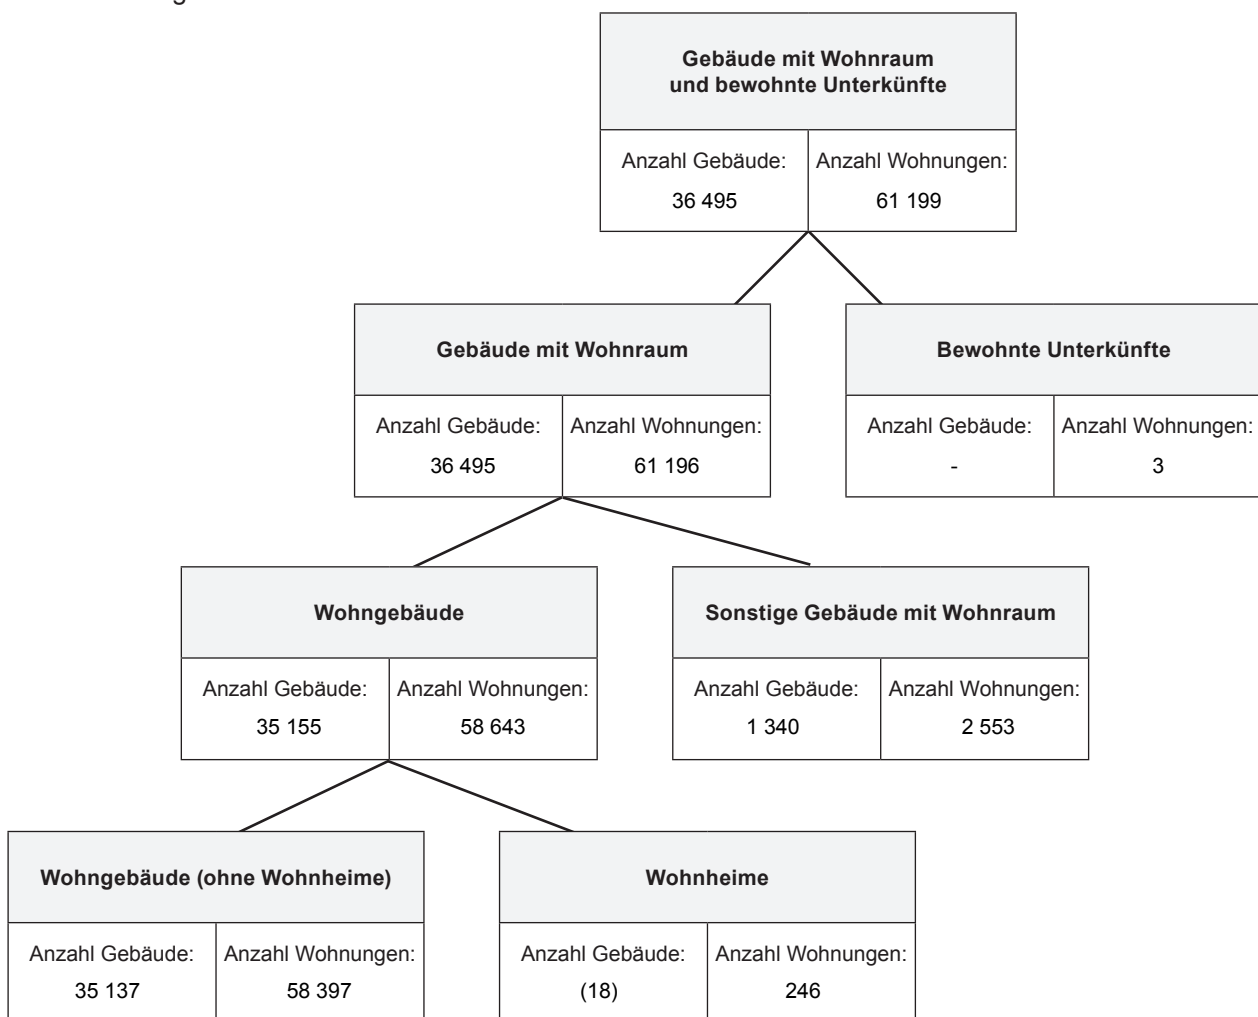 Gebäude mit Wohnraum
und bewohnte Unterkünfte
Anzahl Gebäude: Anzahl Wohnungen:
36 495 61 199
Gebäude mit Wohnraum
Anzahl Gebäude: Anzahl Wohnungen:
36 495 61 196
Bewohnte Unterkünfte
Anzahl Gebäude: Anzahl Wohnungen:
- 3
Wohngebäude
Anzahl Gebäude: Anzahl Wohnungen:
35 155 58 643
Sonstige Gebäude mit Wohnraum
Anzahl Gebäude: Anzahl Wohnungen:
1 340 2 553
Wohngebäude (ohne Wohnheime)
Anzahl Gebäude: Anzahl Wohnungen:
35 137 58 397
Wohnheime
Anzahl Gebäude: Anzahl Wohnungen:
(18) 246